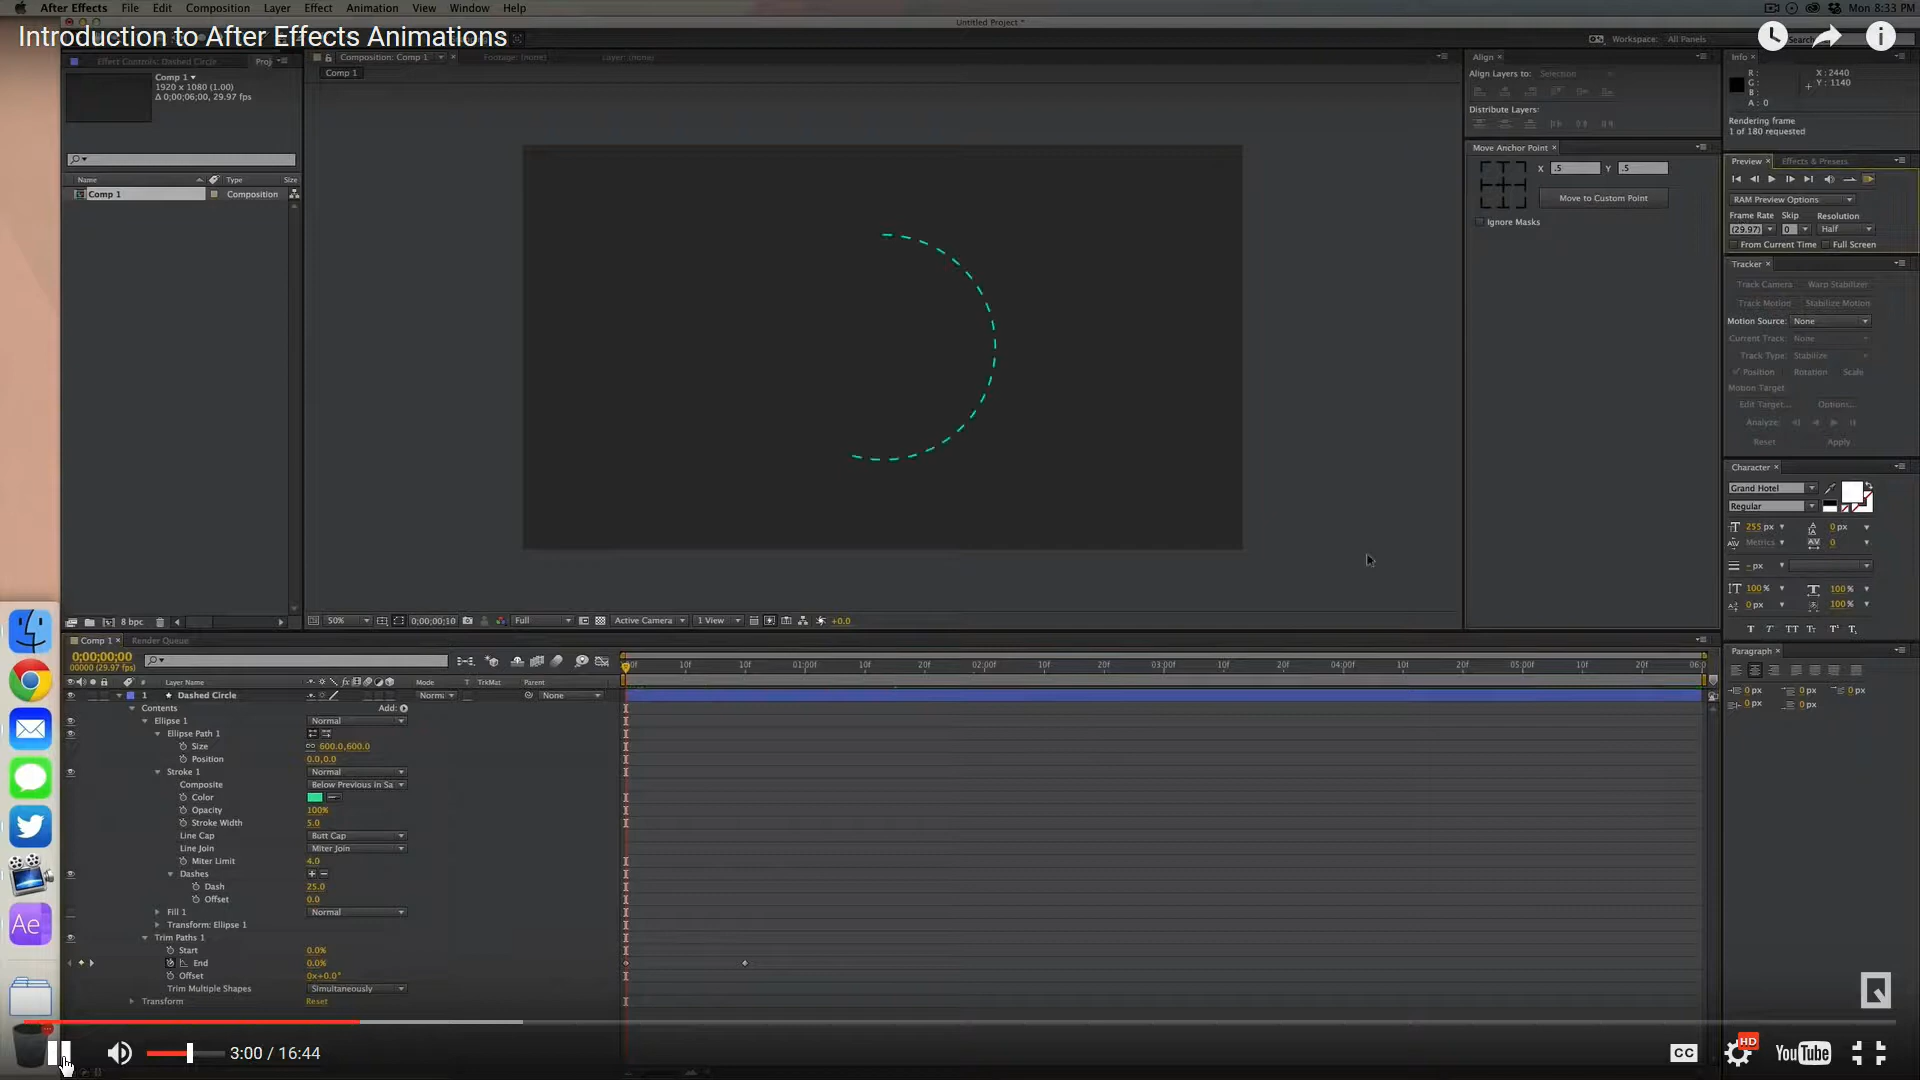 After Effects File Edit Composition Layer Effect Animation View Window Help
Mon 8:33 PM
Untitled Project *
Introduction to After Effects Animations
Workspace: All Panels
Effect Controls: Dashed Circle Proj
Composition: Comp 1 Footage: (none) Layer: (none)
Comp 1
Comp 1
1920 x 1080 (1.00)
Δ 0;00;06;00, 29.97 fps
Name Type Size
Comp 1 Composition
Align
Align Layers to: Selection
Distribute Layers:
Move Anchor Point
X .5 Y .5
Move to Custom Point
Ignore Masks
Info
R : X : 2440
G : Y : 1140
B :
A : 0
Rendering frame
1 of 180 requested
Preview Effects & Presets
RAM Preview Options
Frame Rate Skip Resolution
(29.97) 0 Half
From Current Time Full Screen
Tracker
Track Camera Warp Stabilizer
Track Motion Stabilize Motion
Motion Source: None
Current Track: None
Track Type: Stabilize
Position Rotation Scale
Motion Target
Edit Target... Options...
Analyze:
Reset Apply
Character
Grand Hotel
Regular
255 px 0 px
Metrics 0
- px
100 % 100 %
0 px 100 %
Paragraph
0 px 0 px 0 px
0 px 0 px
8 bpc
50% 0;00;00;10 Full Active Camera 1 View +0.0
Comp 1 Render Queue
0;00;00;00
00000 (29.97 fps)
# Layer Name Mode T TrkMat Parent
10f 10f 01:00f 10f 20f 02:00f 10f 20f 03:00f 10f 20f 04:00f 10f 20f 05:00f 10f 20f 06:0
1 Dashed Circle Norma None
Contents Add:
Ellipse 1 Normal
Ellipse Path 1
Size 600.0,600.0
Position 0.0,0.0
Stroke 1 Normal
Composite Below Previous in Sa
Color
Opacity 100%
Stroke Width 5.0
Line Cap Butt Cap
Line Join Miter Join
Miter Limit 4.0
Dashes + −
Dash 25.0
Offset 0.0
Fill 1 Normal
Transform: Ellipse 1
Trim Paths 1
Start 0.0%
End 0.0%
Offset 0x+0.0°
Trim Multiple Shapes Simultaneously
Transform Reset
Ae
3:00 / 16:44
CC
HD
YouTube